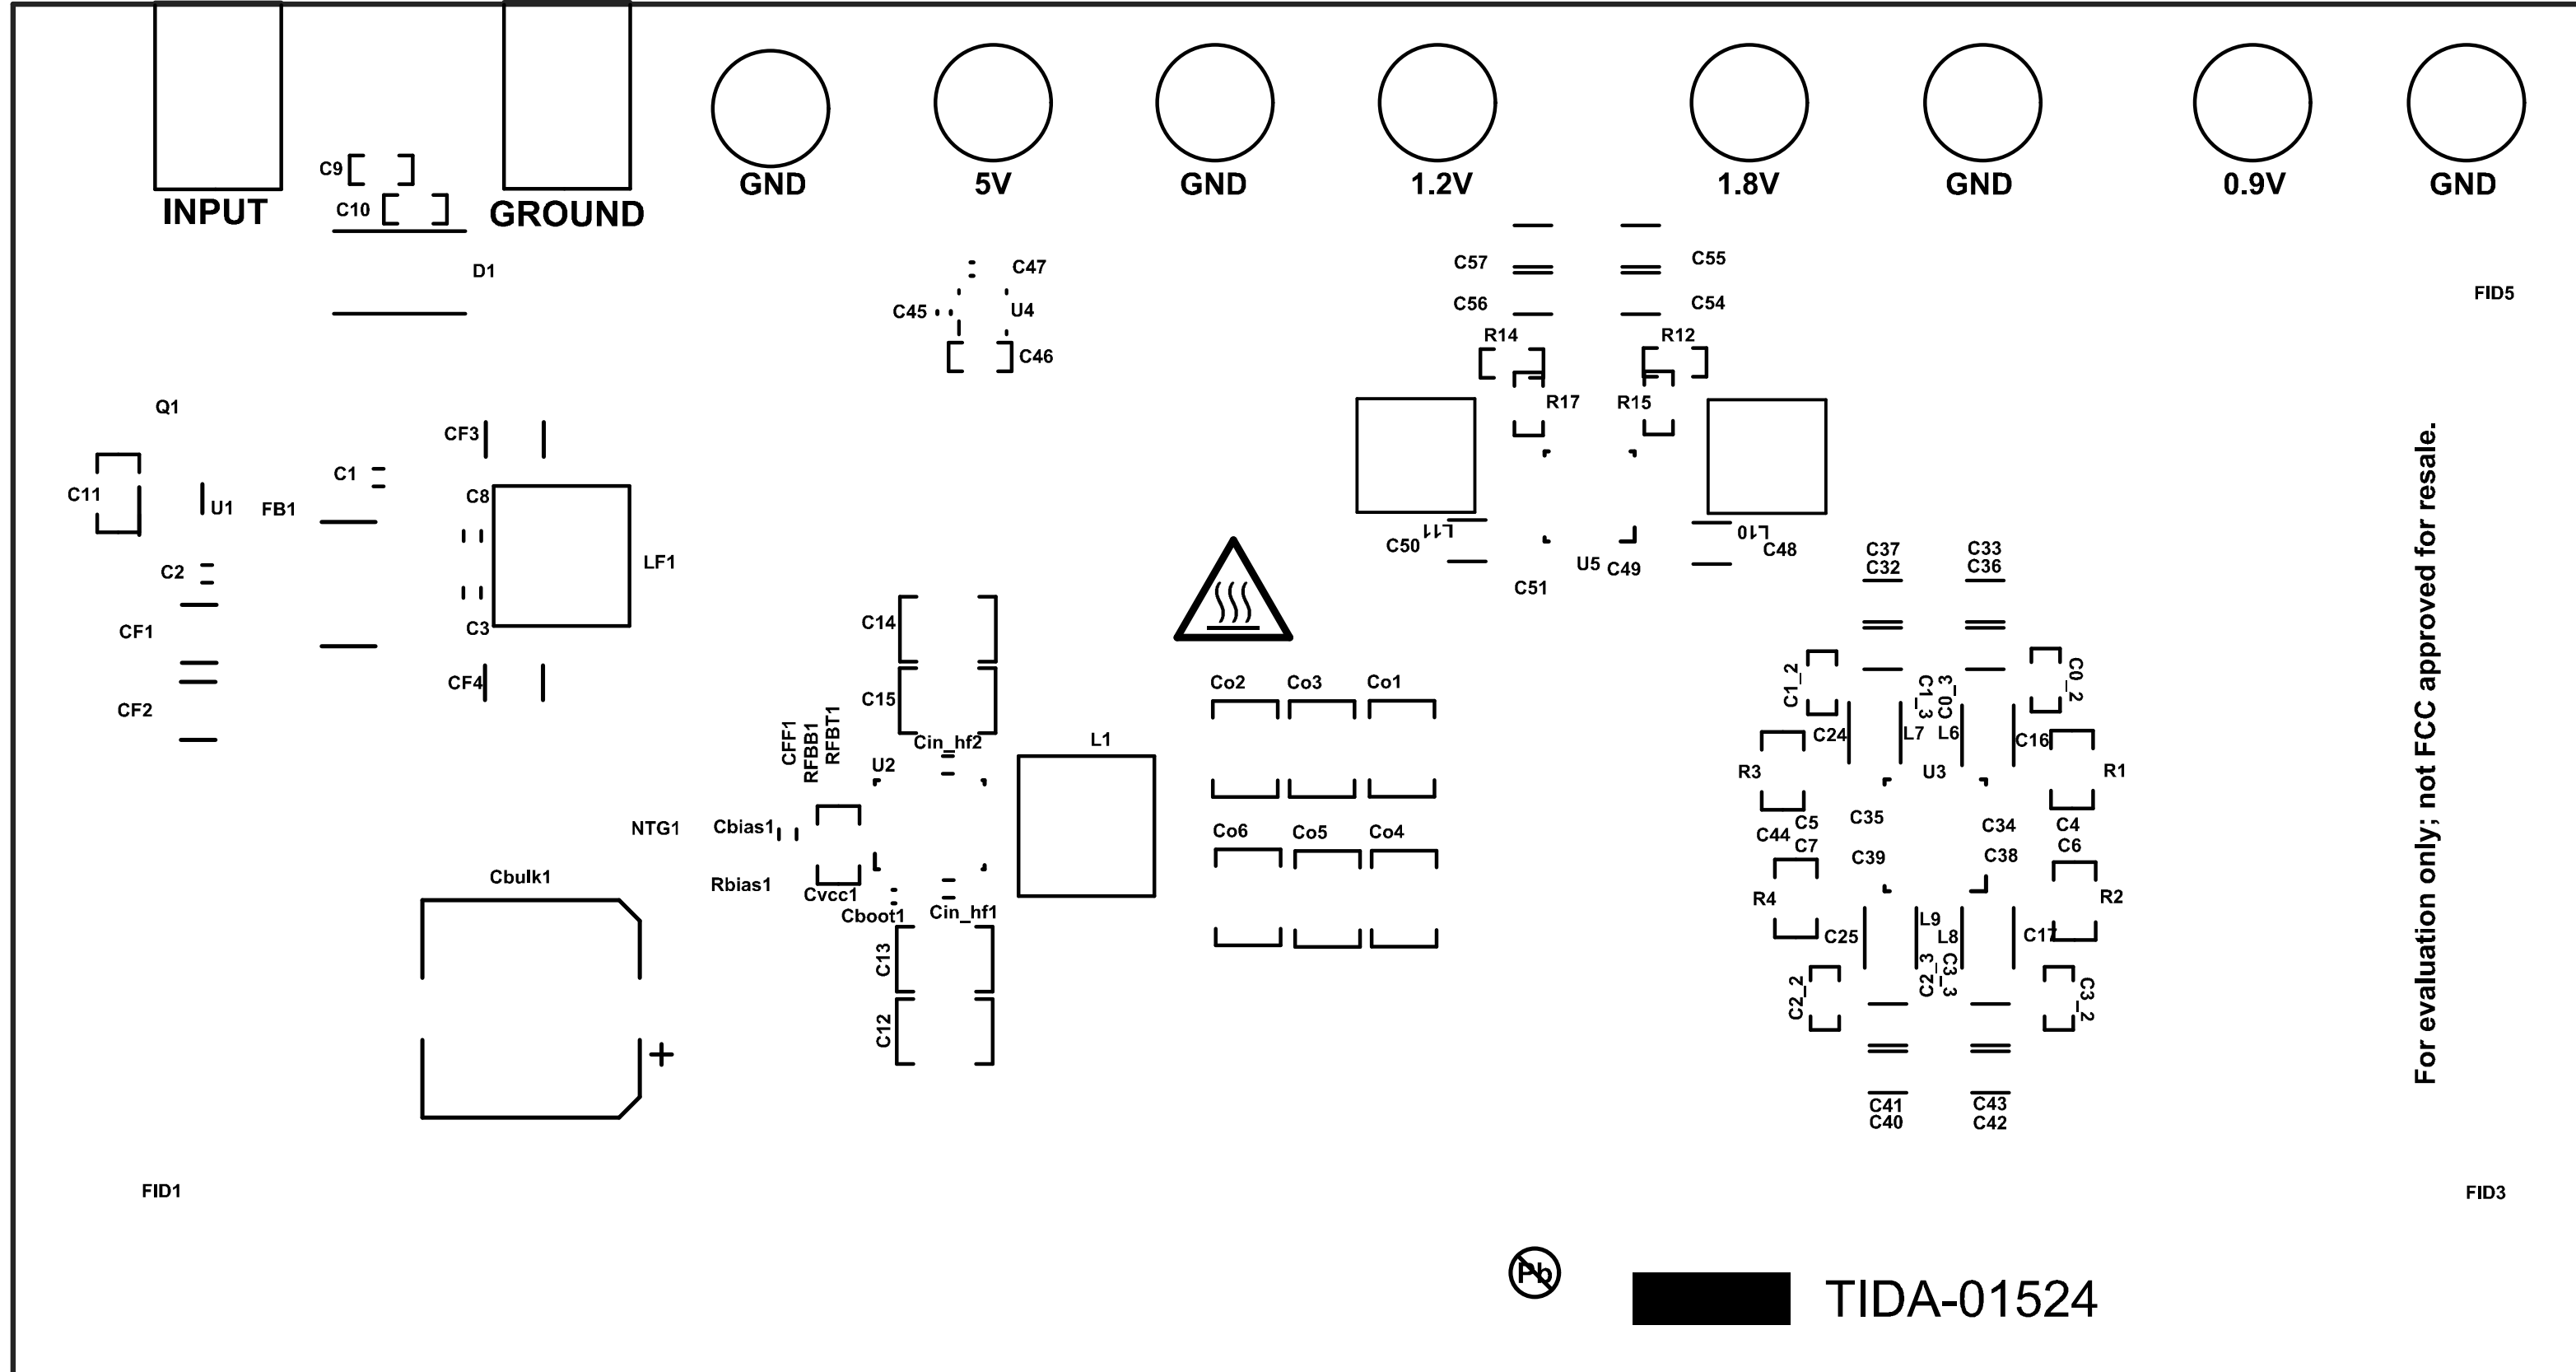 INPUT
GROUND
GND
5V
GND
1.2V
1.8V
GND
0.9V
GND
C9
C10
D1
C47
C45
U4
C46
C57
C55
C56
C54
R14
R12
R17
R15
FID5
Q1
CF3
C11
C1
C8
U1
FB1
C2
LF1
CF1
C3
CF4
CF2
L11
C50
L10
C48
U5
C49
C51
C14
C15
Cin_hf2
CFF1
RFBB1
RFBT1
U2
L1
Co2
Co3
Co1
NTG1
Cbias1
Co6
Co5
Co4
Rbias1
Cvcc1
Cboot1
Cin_hf1
Cbulk1
+
C13
C12
C37
C32
C33
C36
C1_2
C1_3
C0_3
C0_2
C24
L7
L6
C16
R3
U3
R1
C5
C35
C34
C4
C44
C7
C39
C38
C6
R4
R2
L9
C25
L8
C17
C2_2
C2_3
C3_3
C3_2
C41
C40
C43
C42
For evaluation only; not FCC approved for resale.
FID1
FID3
Pb
TIDA-01524